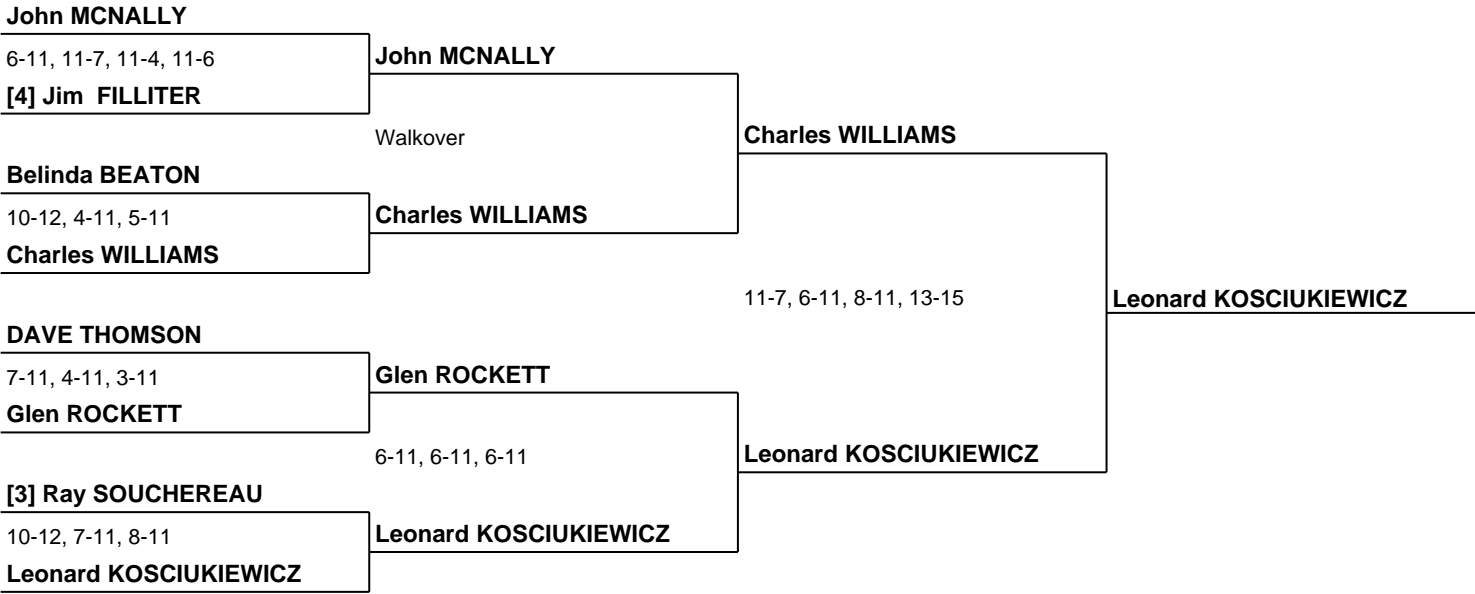 John MCNALLY
6-11, 11-7, 11-4, 11-6
John MCNALLY
[4] Jim  FILLITER
Walkover
Charles WILLIAMS
Belinda BEATON
10-12, 4-11, 5-11
Charles WILLIAMS
Charles WILLIAMS
11-7, 6-11, 8-11, 13-15
Leonard KOSCIUKIEWICZ
DAVE THOMSON
7-11, 4-11, 3-11
Glen ROCKETT
Glen ROCKETT
6-11, 6-11, 6-11
Leonard KOSCIUKIEWICZ
[3] Ray SOUCHEREAU
10-12, 7-11, 8-11
Leonard KOSCIUKIEWICZ
Leonard KOSCIUKIEWICZ